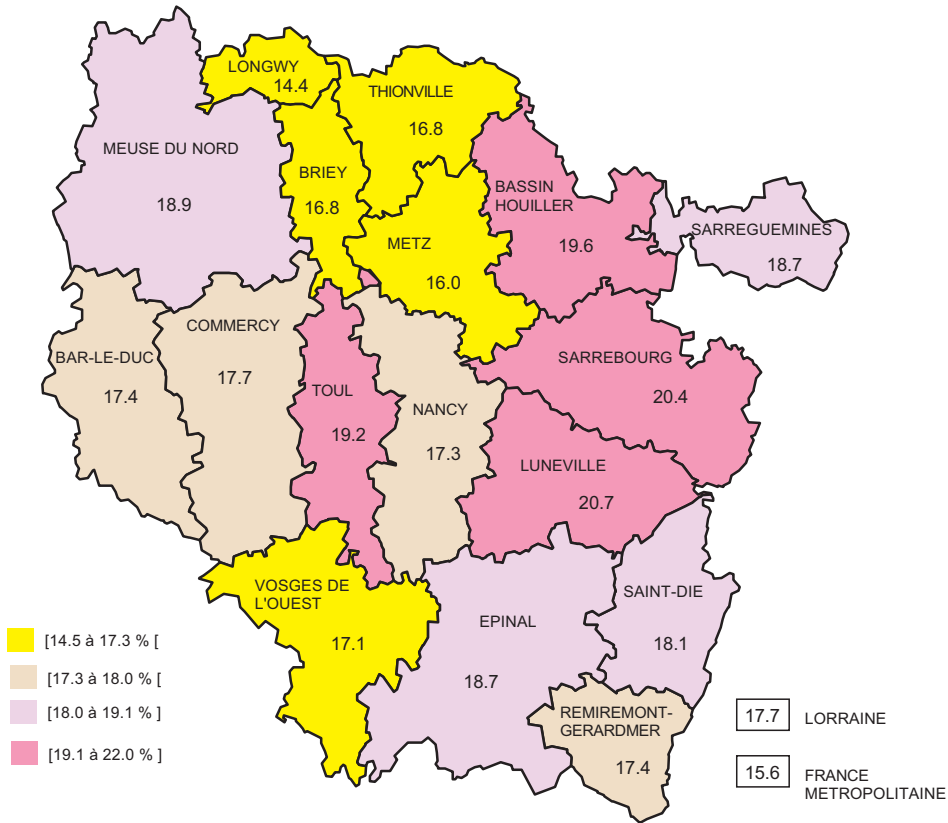 LONGWY
14.4
THIONVILLE
16.8
MEUSE DU NORD
18.9
BRIEY
16.8
BASSIN
HOUILLER
19.6
METZ
16.0
SARREGUEMINES
18.7
COMMERCY
17.7
BAR-LE-DUC
17.4
TOUL
19.2
NANCY
17.3
SARREBOURG
20.4
LUNEVILLE
20.7
VOSGES DE
L'OUEST
17.1
EPINAL
18.7
SAINT-DIE
18.1
REMIREMONT-
GERARDMER
17.4
[14.5 à 17.3 % [
[17.3 à 18.0 % [
[18.0 à 19.1 % ]
[19.1 à 22.0 % ]
17.7 LORRAINE
15.6 FRANCE
METROPOLITAINE